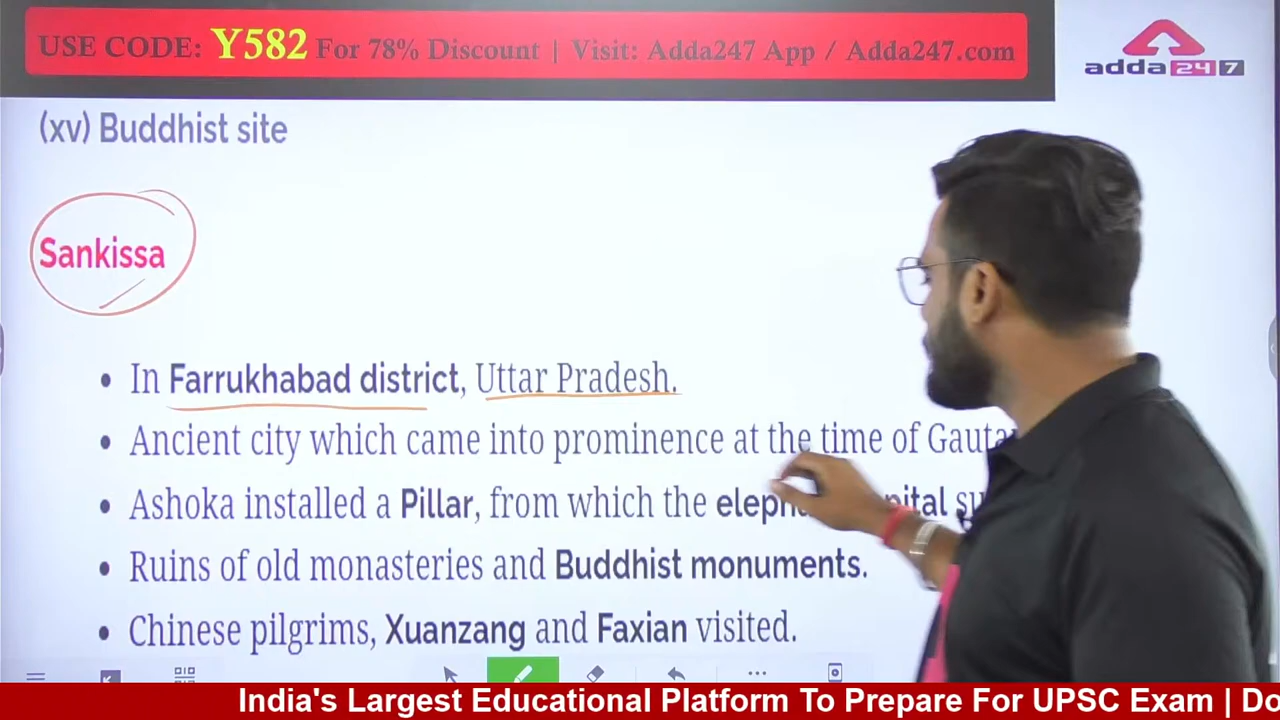 USE CODE: Y582 For 78% Discount | Visit: Adda247 App / Adda247.com
adda 247
(xv) Buddhist site
Sankissa
• In Farrukhabad district, Uttar Pradesh.
• Ancient city which came into prominence at the time of
• Ashoka installed a Pillar, from which the
• Ruins of old monasteries and Buddhist monuments.
• Chinese pilgrims, Xuanzang and Faxian visited.
India's Largest Educational Platform To Prepare For UPSC Exam |